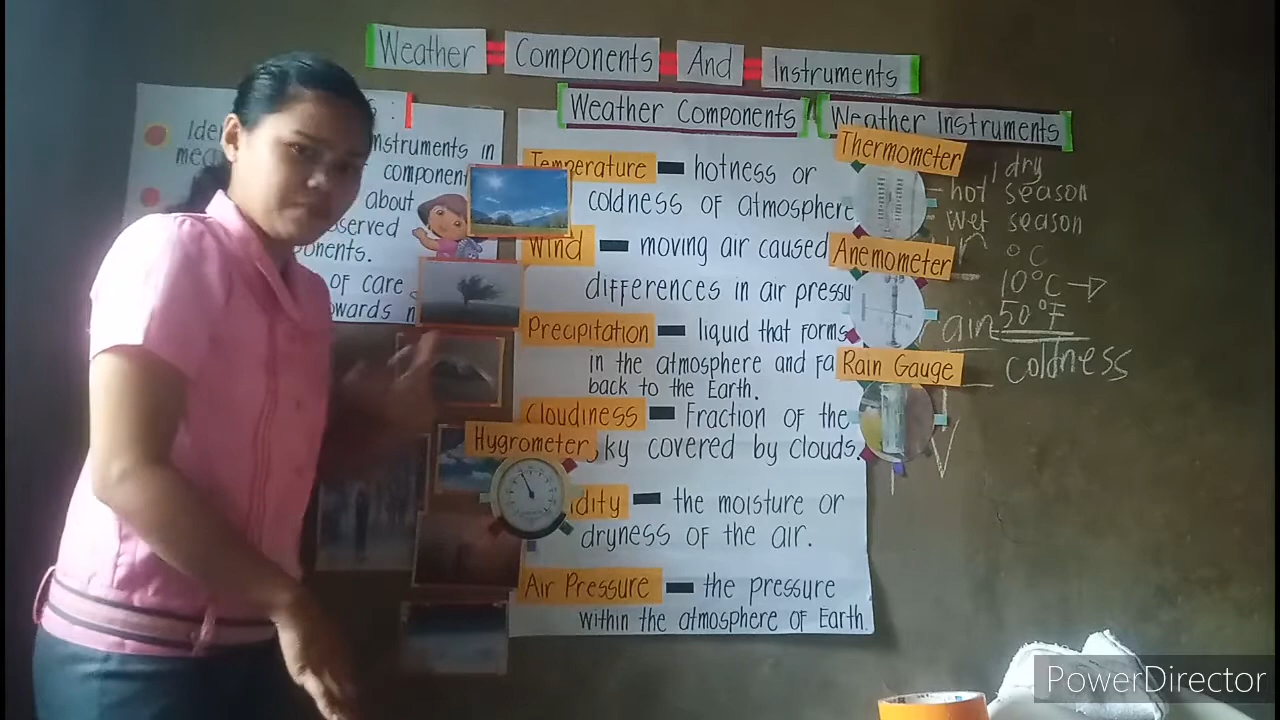 Weather Components And Instruments
Iden
mea
nstruments in
component
about
served
onents.
of care
owards n
Weather Components
Temperature — hotness or
coldness of atmosphere
Wind — moving air caused
differences in air pressu
Precipitation — liquid that forms
in the atmosphere and fa
back to the Earth.
Cloudiness — Fraction of the
ky covered by clouds.
Hygrometer
idity — the moisture or
dryness of the air.
Air Pressure — the pressure
within the atmosphere of Earth.
Weather Instruments
Thermometer
Anemometer
Rain Gauge
dry
hot season
wet season
°C
10°C →
50°F
coldness
PowerDirector